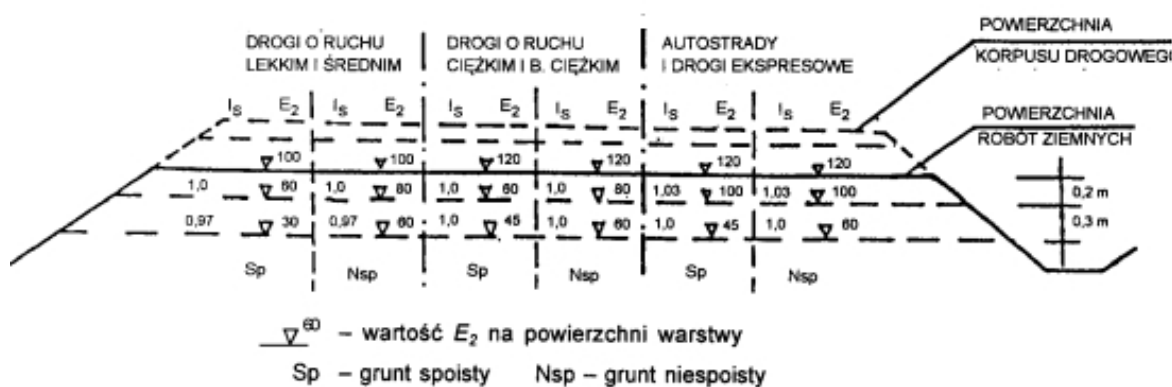 DROGI O RUCHU LEKKIM I ŚREDNIM
DROGI O RUCHU CIĘŻKIM I B. CIĘŻKIM
AUTOSTRADY I DROGI EKSPRESOWE
POWIERZCHNIA KORPUSU DROGOWEGO
POWIERZCHNIA ROBÓT ZIEMNYCH
Is E2 Is E2 Is E2 Is E2 Is E2 Is E2
100 100 120 120 120 120
1,0 60 1,0 80 1,0 60 1,0 80 1,03 100 1,03 100 0,2 m
0,97 30 0,97 60 1,0 45 1,0 60 1,0 45 1,0 60 0,3 m
Sp Nsp Sp Nsp Sp Nsp
60 – wartość E2 na powierzchni warstwy
Sp – grunt spoisty Nsp – grunt niespoisty